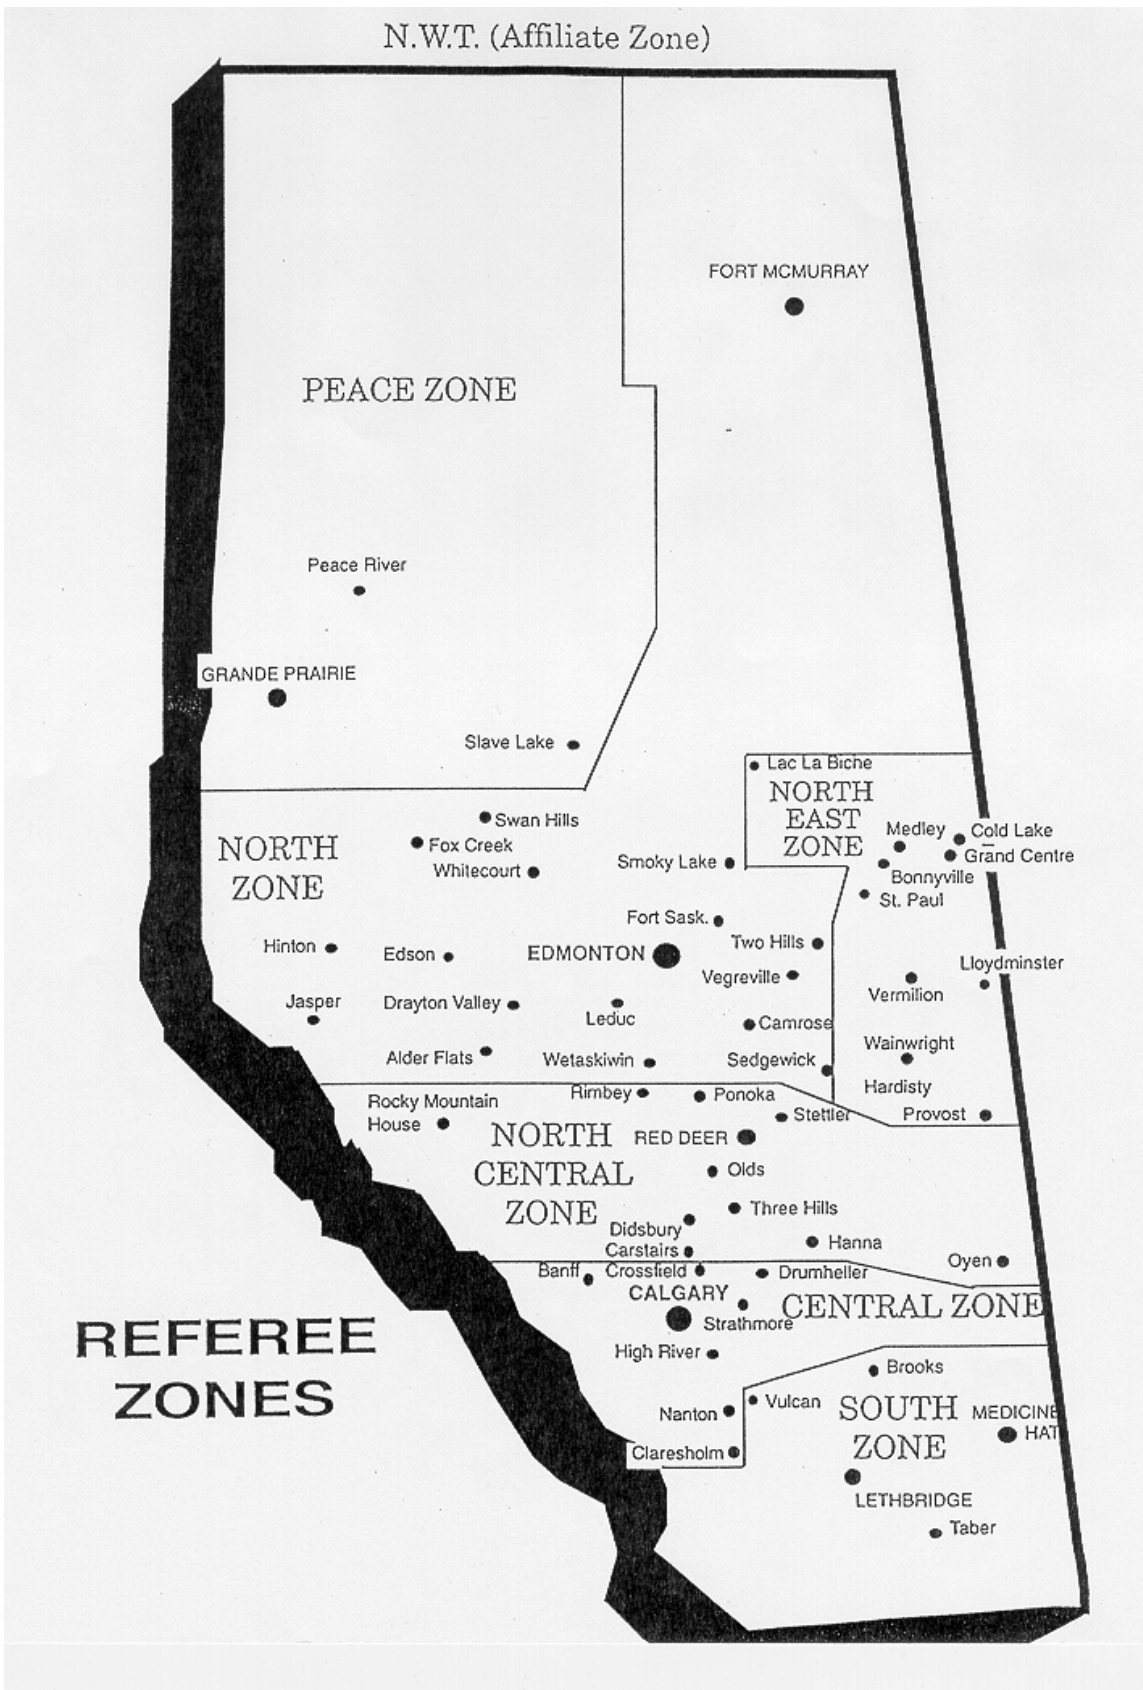 N.W.T. (Affiliate Zone)
FORT MCMURRAY
PEACE ZONE
Peace River
GRANDE PRAIRIE
Slave Lake
Lac La Biche
NORTH
EAST
ZONE
Swan Hills
Fox Creek
Whitecourt
NORTH
ZONE
Medley
Cold Lake
Grand Centre
Bonnyville
St. Paul
Smoky Lake
Fort Sask.
Two Hills
Hinton
Edson
EDMONTON
Vegreville
Lloydminster
Vermilion
Jasper
Drayton Valley
Leduc
Camrose
Wainwright
Alder Flats
Wetaskiwin
Sedgewick
Hardisty
Rimbey
Ponoka
Stettler
Provost
Rocky Mountain
House
NORTH
CENTRAL
ZONE
RED DEER
Olds
Three Hills
Didsbury
Carstairs
Hanna
Oyen
Banff
Crossfield
Drumheller
CALGARY
CENTRAL ZONE
Strathmore
High River
REFEREE
ZONES
Brooks
Vulcan
Nanton
SOUTH
ZONE
MEDICINE
HAT
Claresholm
LETHBRIDGE
Taber